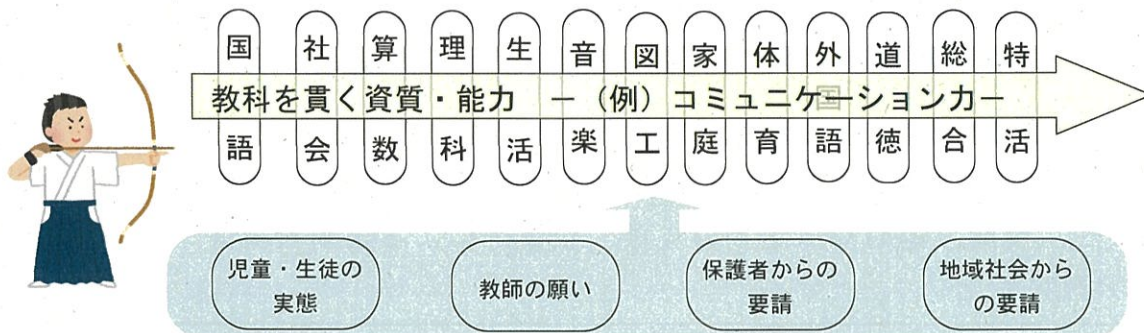 国語
社会
算数
理科
生活
音楽
図工
家庭
体育
外国語
道徳
総合
特活
教科を貫く資質・能力 ー（例）コミュニケーション力ー
児童・生徒の
実態
教師の願い
保護者からの
要請
地域社会から
の要請